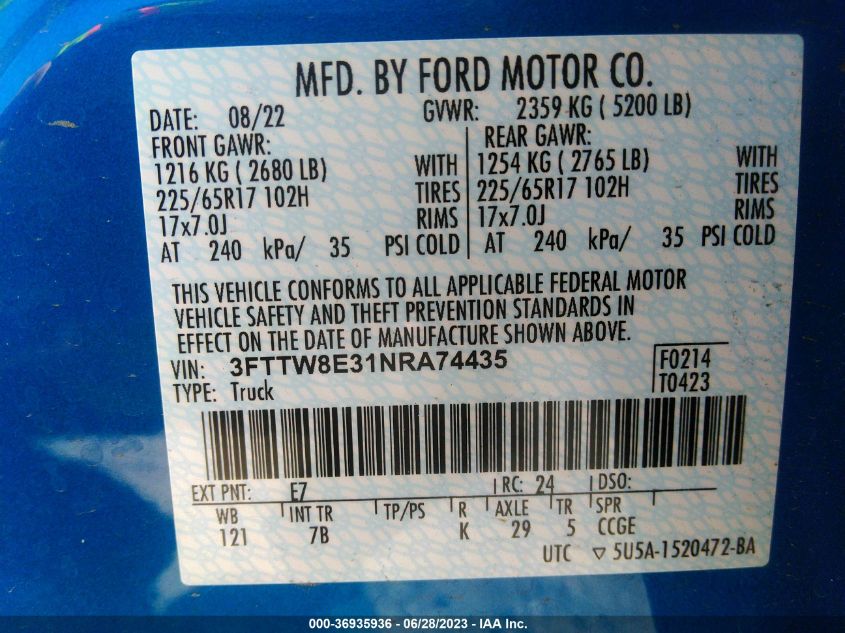 MFD. BY FORD MOTOR CO.
DATE: 08/22 GVWR: 2359 KG ( 5200 LB)
FRONT GAWR: REAR GAWR:
1216 KG ( 2680 LB) WITH 1254 KG ( 2765 LB) WITH
225/65R17 102H TIRES 225/65R17 102H TIRES
17x7.0J RIMS 17x7.0J RIMS
AT 240 kPa/ 35 PSI COLD AT 240 kPa/ 35 PSI COLD
THIS VEHICLE CONFORMS TO ALL APPLICABLE FEDERAL MOTOR
VEHICLE SAFETY AND THEFT PREVENTION STANDARDS IN
EFFECT ON THE DATE OF MANUFACTURE SHOWN ABOVE.
VIN: 3FTTW8E31NRA74435 F0214
TYPE: Truck T0423
EXT PNT: E7 RC: 24 DSO:
WB INT TR TP/PS R AXLE TR SPR
121 7B K 29 5 CCGE
UTC ▽ 5U5A-1520472-BA
000-36935936 - 06/28/2023 - IAA Inc.